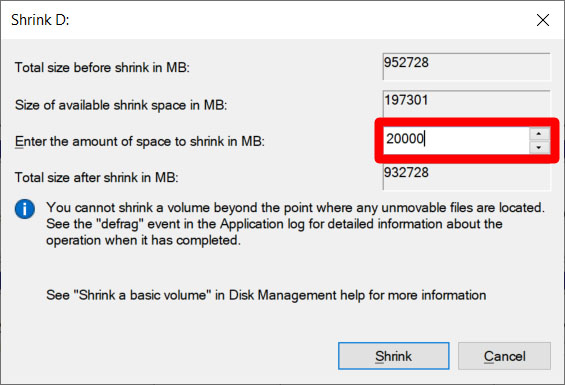 Shrink D:
Total size before shrink in MB: 952728
Size of available shrink space in MB: 197301
Enter the amount of space to shrink in MB: 20000
Total size after shrink in MB: 932728
You cannot shrink a volume beyond the point where any unmovable files are located.
See the "defrag" event in the Application log for detailed information about the
operation when it has completed.
See "Shrink a basic volume" in Disk Management help for more information
Shrink Cancel